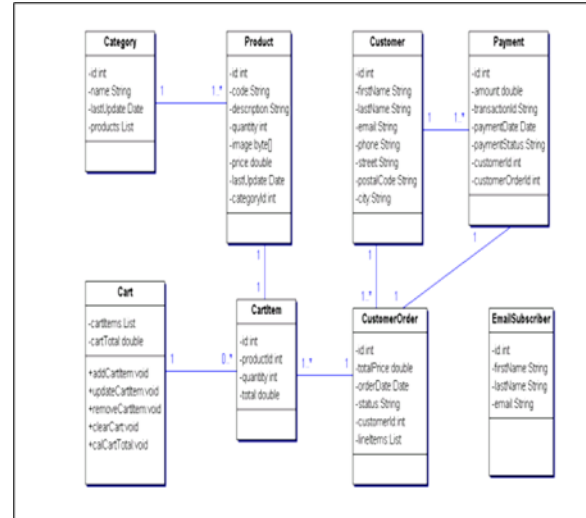 Category
-id:int
-name:String
-lastUpdate:Date
-products:List
1
1..*
Product
-id:int
-code:String
-description:String
-quantity:int
-image:byte[]
-price:double
-lastUpdate:Date
-categoryId:int
Customer
-id:int
-firstName:String
-lastName:String
-email:String
-phone:String
-street:String
-postalCode:String
-city:String
1
1..*
Payment
-id:int
-amount:double
-transactionId:String
-paymentDate:Date
-paymentStatus:String
-customerId:int
-customerOrderId:int
1
1
1
1..*
1
1
Cart
-cartItems:List
-cartTotal:double
+addCartItem:void
+updateCartItem:void
+removeCartItem:void
+clearCart:void
+calCartTotal:void
1
0..*
CartItem
-id:int
-productId:int
-quantity:int
-total:double
1..*
1
CustomerOrder
-id:int
-totalPrice:double
-orderDate:Date
-status:String
-customerId:int
-lineItems:List
EmailSubscriber
-id:int
-firstName:String
-lastName:String
-email:String